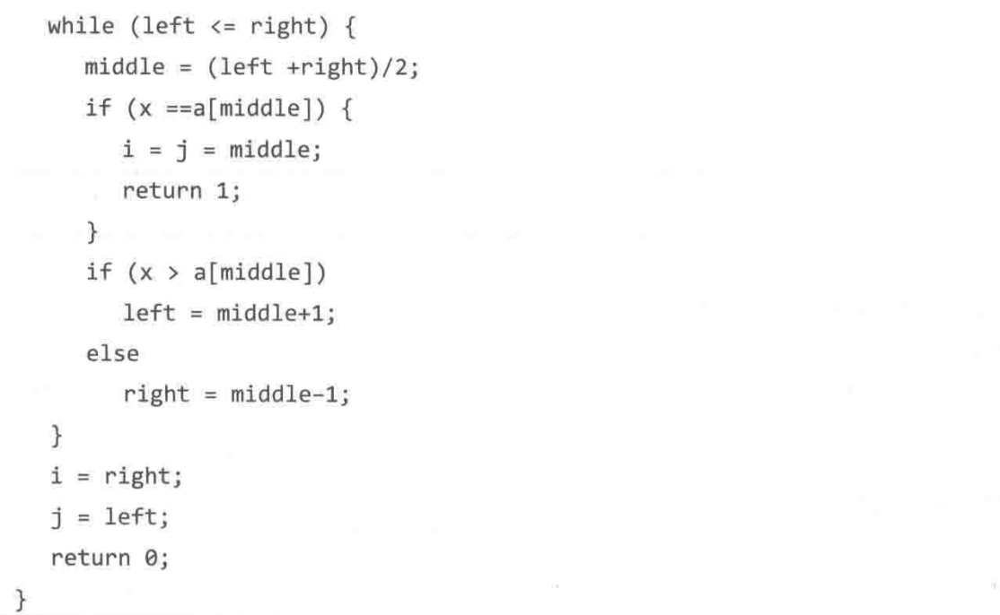 while (left <= right) {
middle = (left +right)/2;
if (x ==a[middle]) {
i = j = middle;
return 1;
}
if (x > a[middle])
left = middle+1;
else
right = middle-1;
}
i = right;
j = left;
return 0;
}